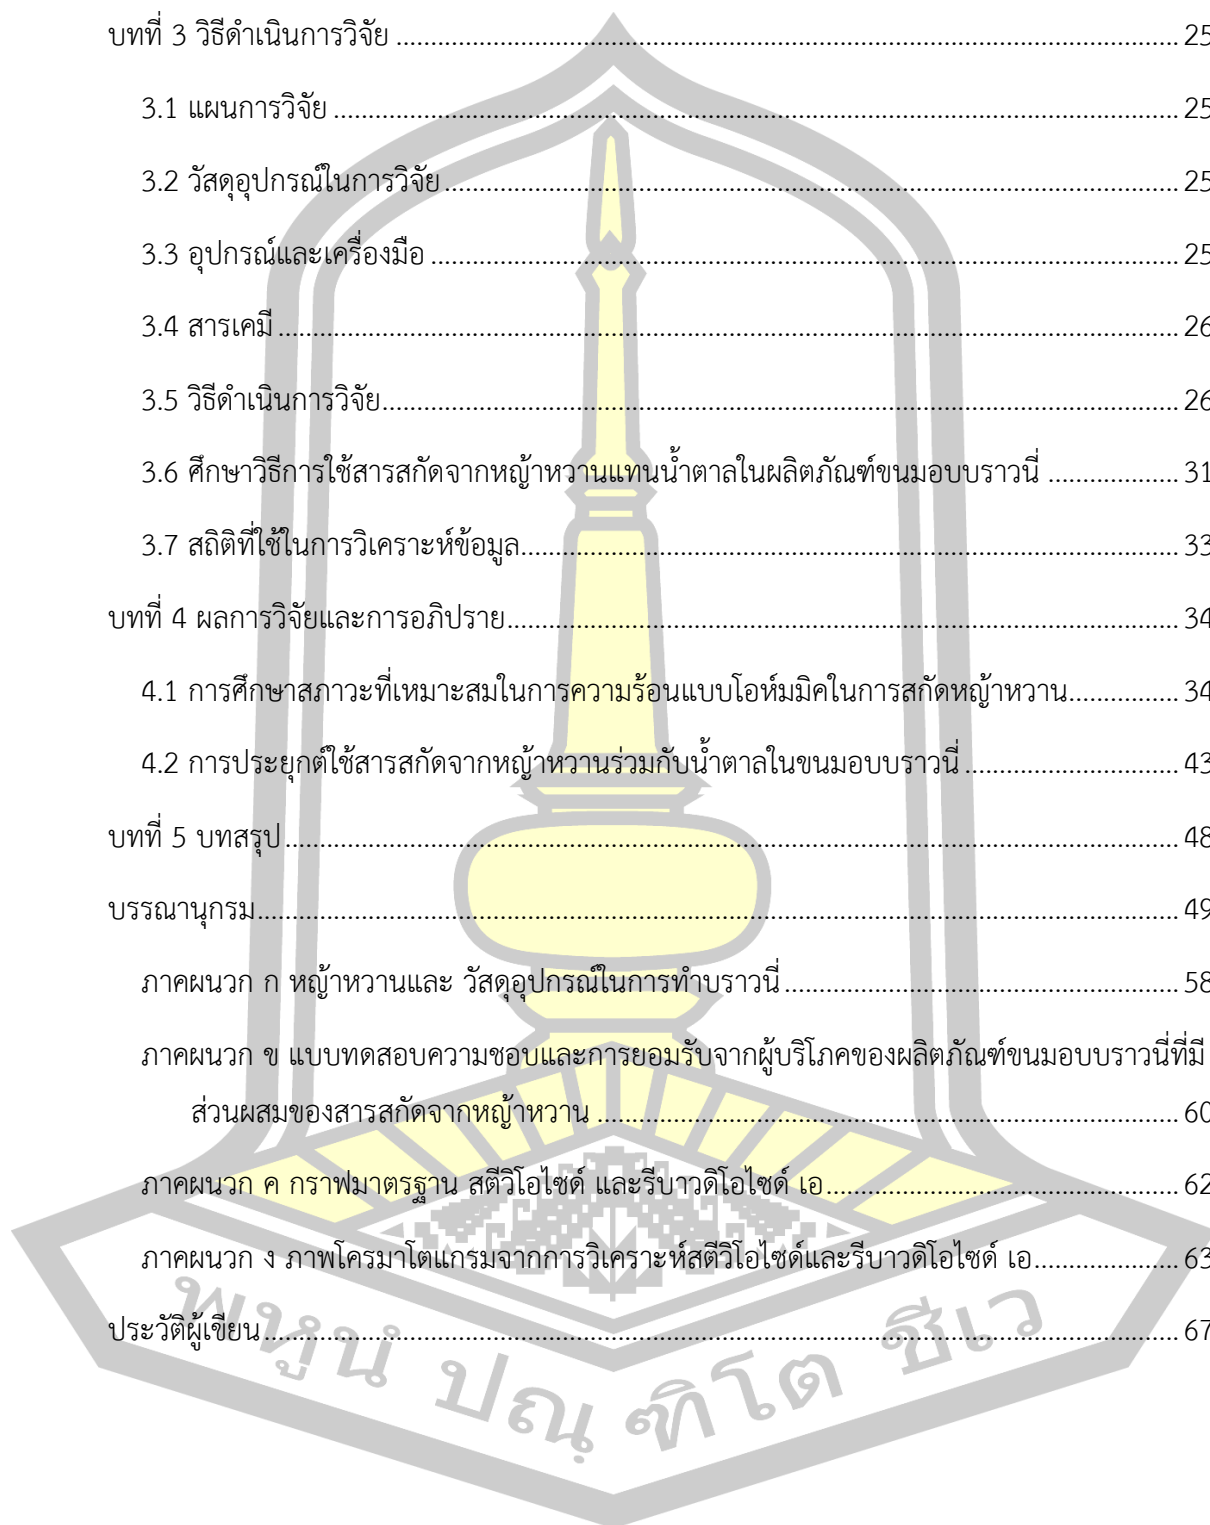 บทที่ 3 วิธีดำเนินการวิจัย ........................................................................ 25
3.1 แผนการวิจัย ........................................................................ 25
3.2 วัสดุอุปกรณ์ในการวิจัย ........................................................................ 25
3.3 อุปกรณ์และเครื่องมือ ........................................................................ 25
3.4 สารเคมี ........................................................................ 26
3.5 วิธีดำเนินการวิจัย ........................................................................ 26
3.6 ศึกษาวิธีการใช้สารสกัดจากหญ้าหวานแทนน้ำตาลในผลิตภัณฑ์ขนมอบบราวนี่ .................. 31
3.7 สถิติที่ใช้ในการวิเคราะห์ข้อมูล ........................................................................ 33
บทที่ 4 ผลการวิจัยและการอภิปราย ........................................................................ 34
4.1 การศึกษาสภาวะที่เหมาะสมในการความร้อนแบบโอห์มมิคในการสกัดหญ้าหวาน ............... 34
4.2 การประยุกต์ใช้สารสกัดจากหญ้าหวานร่วมกับน้ำตาลในขนมอบบราวนี่ ............................. 43
บทที่ 5 บทสรุป ........................................................................ 48
บรรณานุกรม ........................................................................ 49
ภาคผนวก ก หญ้าหวานและ วัสดุอุปกรณ์ในการทำบราวนี่ ...................................................... 58
ภาคผนวก ข แบบทดสอบความชอบและการยอมรับจากผู้บริโภคของผลิตภัณฑ์ขนมอบบราวนี่ที่มี
ส่วนผสมของสารสกัดจากหญ้าหวาน ........................................................................ 60
ภาคผนวก ค กราฟมาตรฐาน สตีวิโอไซด์ และรีบาวดิโอไซด์ เอ ................................................. 62
ภาคผนวก ง ภาพโครมาโตแกรมจากการวิเคราะห์สตีวิโอไซด์และรีบาวดิโอไซด์ เอ .................... 63
ประวัติผู้เขียน ........................................................................ 67
พหูนํ ปณฺฑิโต ชีเว